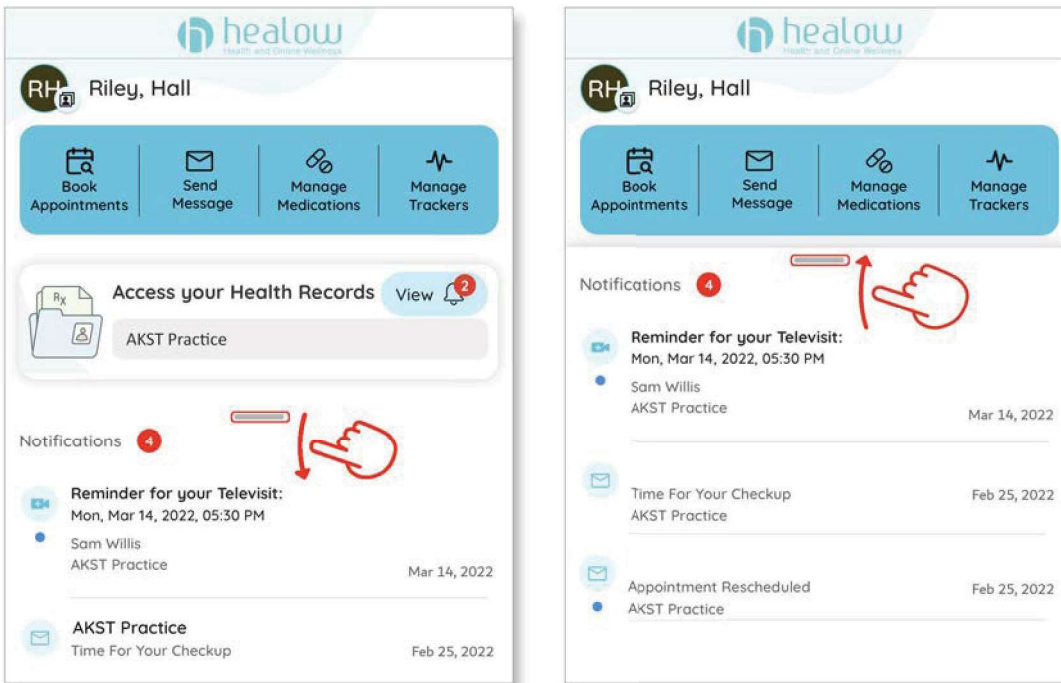 healow
Health and Online Wellness
RH
Riley, Hall
Book
Appointments
Send
Message
Manage
Medications
Manage
Trackers
Rx
Access your Health Records
View
2
AKST Practice
Notifications 4
Reminder for your Televisit:
Mon, Mar 14, 2022, 05:30 PM
Sam Willis
AKST Practice
Mar 14, 2022
AKST Practice
Time For Your Checkup
Feb 25, 2022
healow
Health and Online Wellness
RH
Riley, Hall
Book
Appointments
Send
Message
Manage
Medications
Manage
Trackers
Notifications 4
Reminder for your Televisit:
Mon, Mar 14, 2022, 05:30 PM
Sam Willis
AKST Practice
Mar 14, 2022
Time For Your Checkup
Feb 25, 2022
AKST Practice
Appointment Rescheduled
Feb 25, 2022
AKST Practice